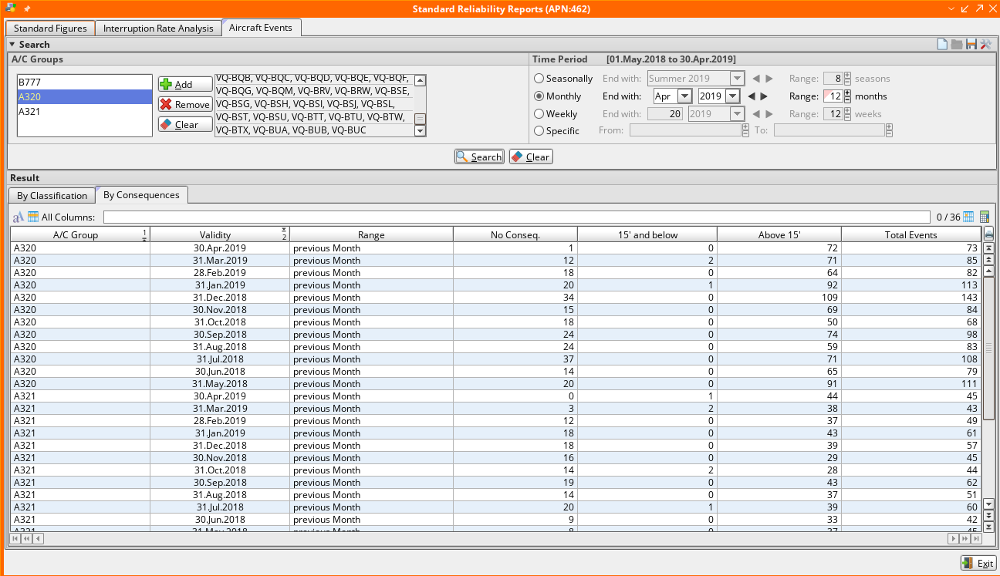 Standard Reliability Reports (APN:462)
Standard Figures Interruption Rate Analysis Aircraft Events
Search
A/C Groups Time Period [01.May.2018 to 30.Apr.2019]
B777
A320
A321
Add
Remove
Clear
VQ-BQB, VQ-BQC, VQ-BQD, VQ-BQE, VQ-BQF,
VQ-BQG, VQ-BQM, VQ-BRV, VQ-BRW, VQ-BSE,
VQ-BSG, VQ-BSH, VQ-BSI, VQ-BSJ, VQ-BSL,
VQ-BST, VQ-BSU, VQ-BTT, VQ-BTU, VQ-BTW,
VQ-BTX, VQ-BUA, VQ-BUB, VQ-BUC
Seasonally End with: Summer 2019 Range: 8 seasons
Monthly End with: Apr 2019 Range: 12 months
Weekly End with: 20 2019 Range: 12 weeks
Specific From: To:
Search Clear
Result
By Classification By Consequences
All Columns: 0 / 36
A/C Group 1 Validity 2 Range No Conseq. 15' and below Above 15' Total Events
A320 30.Apr.2019 previous Month 1 0 72 73
A320 31.Mar.2019 previous Month 12 2 71 85
A320 28.Feb.2019 previous Month 18 0 64 82
A320 31.Jan.2019 previous Month 20 1 92 113
A320 31.Dec.2018 previous Month 34 0 109 143
A320 30.Nov.2018 previous Month 15 0 69 84
A320 31.Oct.2018 previous Month 18 0 50 68
A320 30.Sep.2018 previous Month 24 0 74 98
A320 31.Aug.2018 previous Month 24 0 59 83
A320 31.Jul.2018 previous Month 37 0 71 108
A320 30.Jun.2018 previous Month 14 0 65 79
A320 31.May.2018 previous Month 20 0 91 111
A321 30.Apr.2019 previous Month 0 1 44 45
A321 31.Mar.2019 previous Month 3 2 38 43
A321 28.Feb.2019 previous Month 12 0 37 49
A321 31.Jan.2019 previous Month 18 0 43 61
A321 31.Dec.2018 previous Month 18 0 39 57
A321 30.Nov.2018 previous Month 16 0 29 45
A321 31.Oct.2018 previous Month 14 2 28 44
A321 30.Sep.2018 previous Month 19 0 43 62
A321 31.Aug.2018 previous Month 14 0 37 51
A321 31.Jul.2018 previous Month 20 1 39 60
A321 30.Jun.2018 previous Month 9 0 33 42
A321 31.May.2018 previous Month 8 0 37 45
Exit